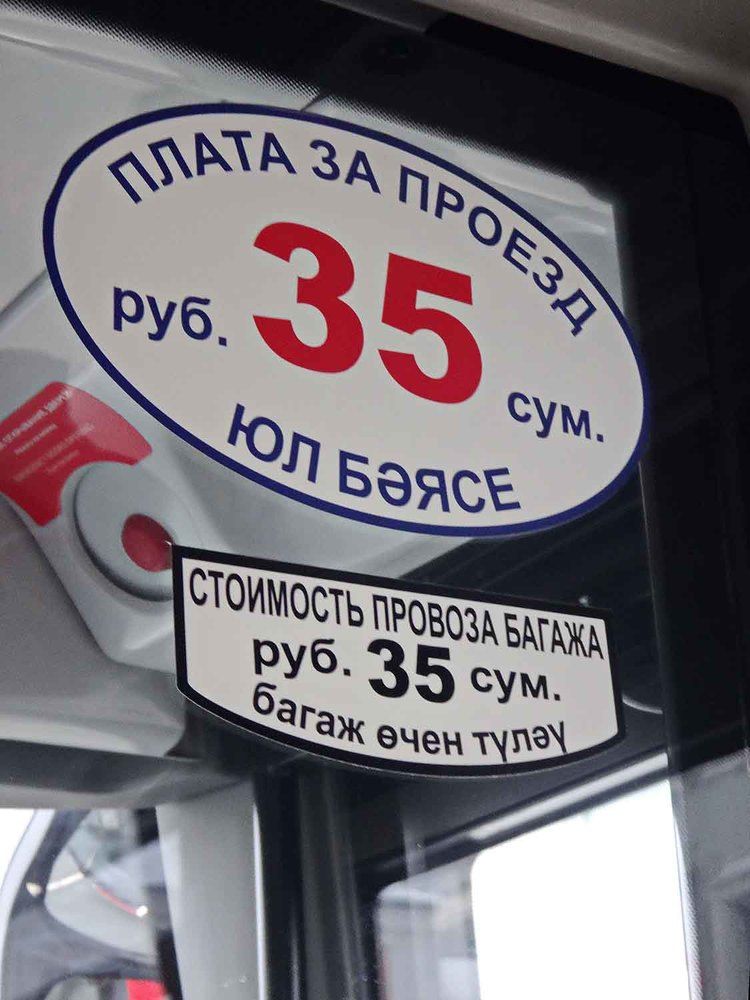 ПЛАТА ЗА ПРОЕЗД
руб. 35 сум.
ЮЛ БӘЯСЕ
СТОИМОСТЬ ПРОВОЗА БАГАЖА
руб. 35 сум.
багаж өчен түләү